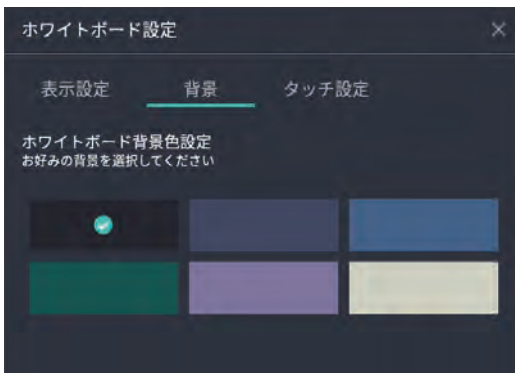 ホワイトボード設定
表示設定 背景 タッチ設定
ホワイトボード背景色設定
お好みの背景を選択してください